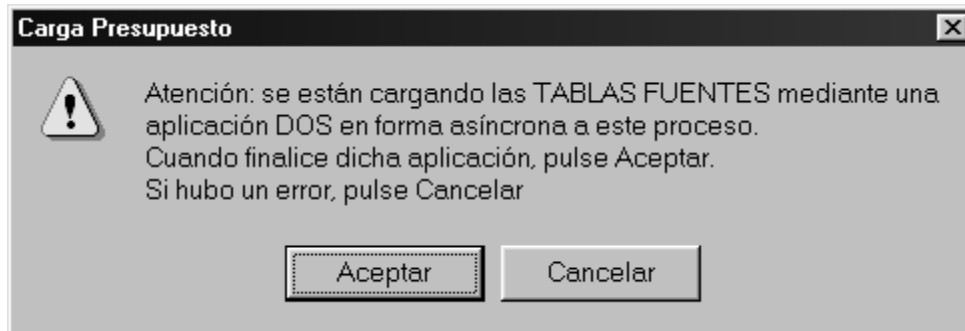 Carga Presupuesto
Atención: se están cargando las TABLAS FUENTES mediante una
aplicación DOS en forma asíncrona a este proceso.
Cuando finalice dicha aplicación, pulse Aceptar.
Si hubo un error, pulse Cancelar
Aceptar
Cancelar